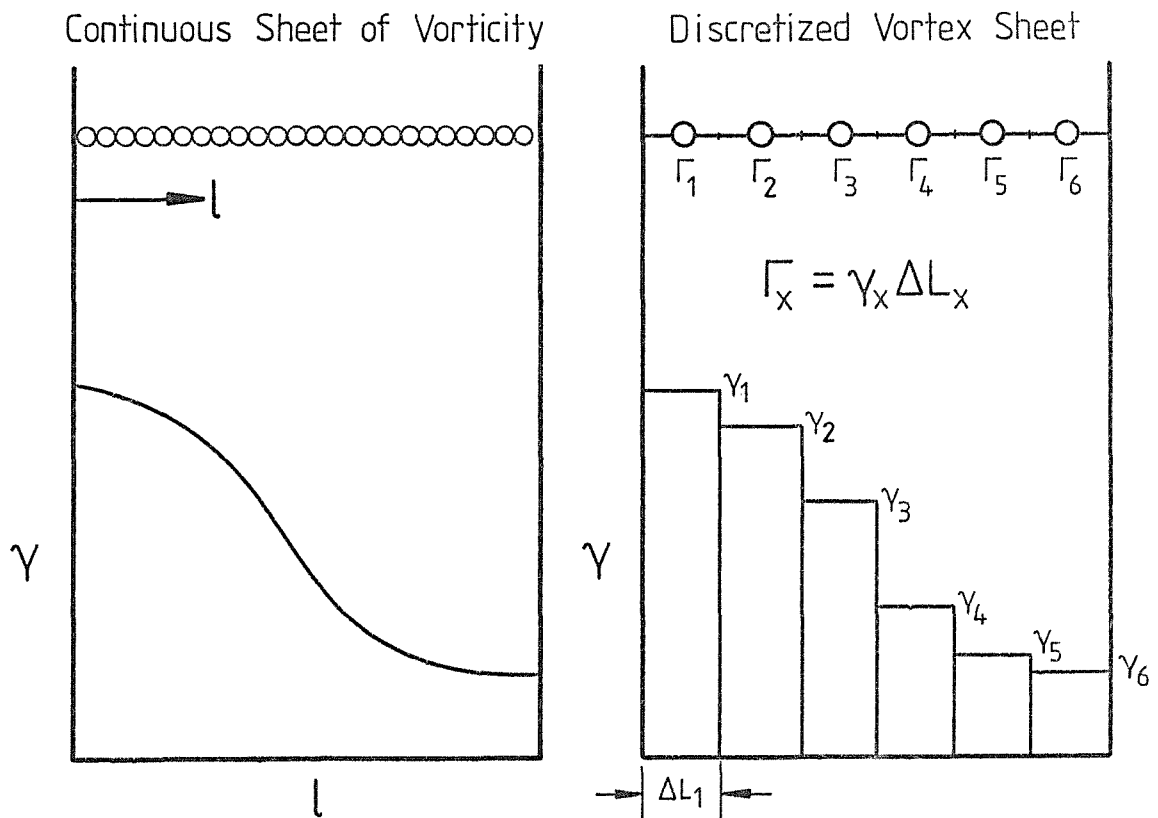 Continuous Sheet of Vorticity
l
γ
l
Discretized Vortex Sheet
Γ1 Γ2 Γ3 Γ4 Γ5 Γ6
Γx = γx ΔLx
γ1
γ2
γ3
γ4
γ5
γ6
γ
ΔL1